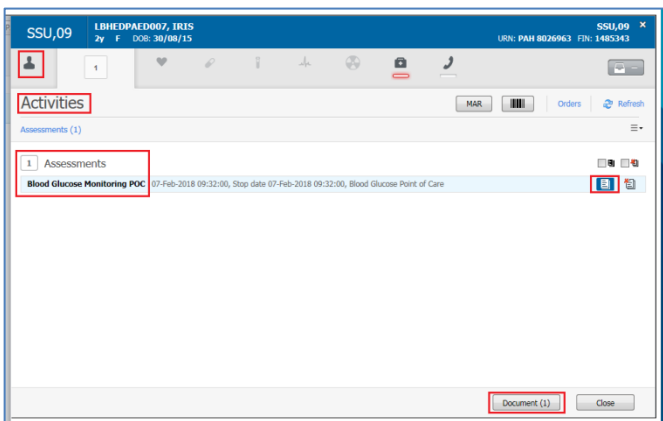 SSU,09
LBHEDPAED007, IRIS
2y F DOB: 30/08/15
SSU,09 ×
URN: PAH 8026963 FIN: 1485343
1
Activities
MAR Orders Refresh
Assessments (1)
1 Assessments
Blood Glucose Monitoring POC 07-Feb-2018 09:32:00, Stop date 07-Feb-2018 09:32:00, Blood Glucose Point of Care
Document (1) Close